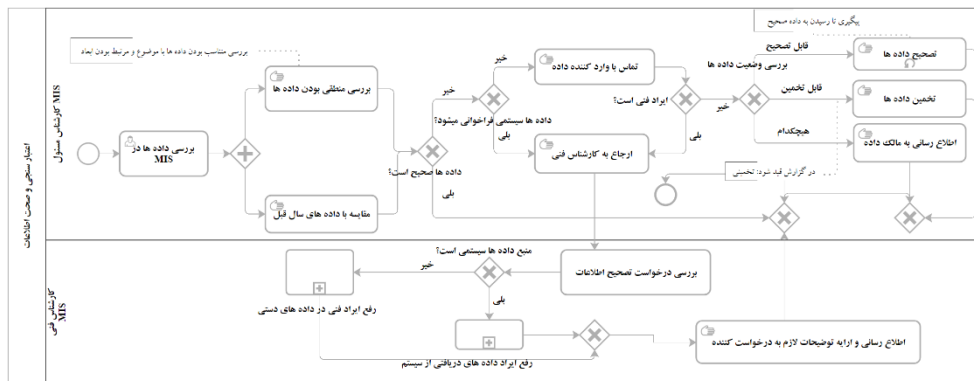 اعتبار سنجی و صحت اطلاعات
کارشناس مسئول MIS
بررسی متناسب بودن داده ها با موضوع و مرتبط بودن ابعاد
بررسی داده ها در
MIS
بررسی منطقی بودن داده ها
مقایسه با داده های سال قبل
داده ها صحیح است؟
خیر
بلی
داده ها سیستمی فراخوانی میشود؟
خیر
بلی
تماس با وارد کننده داده
ارجاع به کارشناس فنی
ایراد فنی است؟
بلی
خیر
بررسی وضعیت داده ها
قابل تصحیح
قابل تخمین
هیچکدام
پیگیری تا رسیدن به داده صحیح
تصحیح داده ها
تخمین داده ها
اطلاع رسانی به مالک داده
در گزارش قید شود: تخمینی
کارشناس فنی
MIS
بررسی درخواست تصحیح اطلاعات
منبع داده ها سیستمی است؟
خیر
بلی
رفع ایراد فنی در داده های دستی
رفع ایراد داده های دریافتی از سیستم
اطلاع رسانی و ارایه توضیحات لازم به درخواست کننده